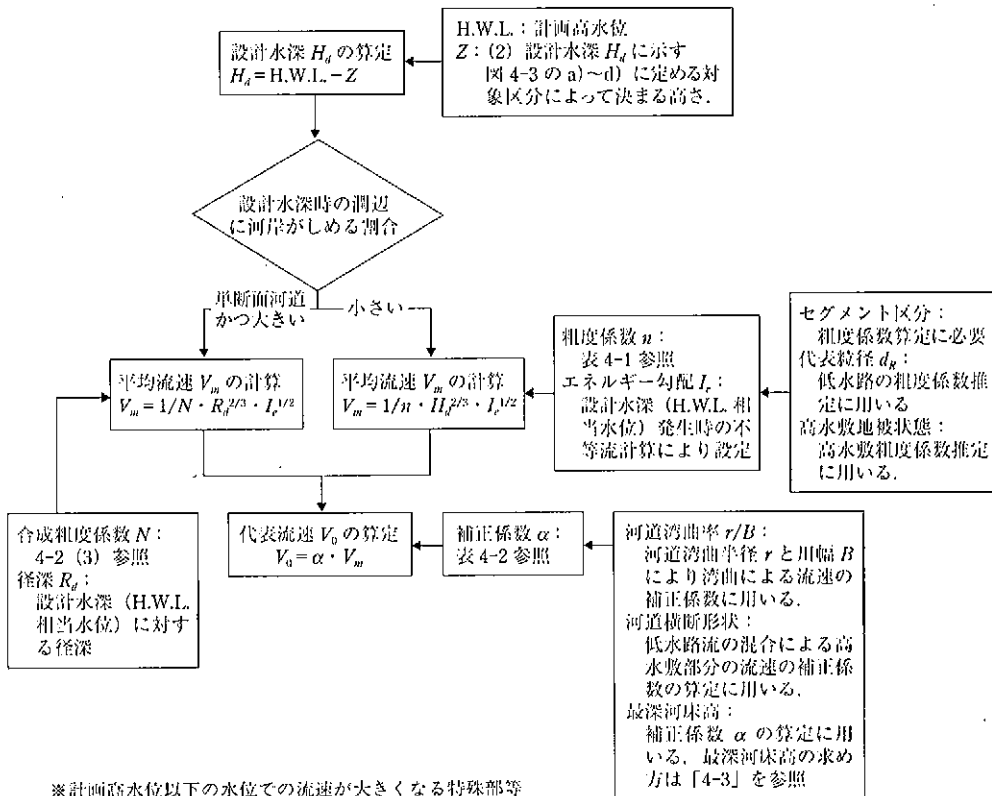 設計水深 H_d の算定
H_d = H.W.L. − Z
H.W.L.：計画高水位
Z：(2) 設計水深 H_d に示す
図 4-3 の a)～d) に定める対
象区分によって決まる高さ.
設計水深時の潤辺
に河岸がしめる割合
単断面河道
かつ大きい
小さい
平均流速 V_m の計算
V_m = 1/N・R_d^{2/3}・I_e^{1/2}
平均流速 V_m の計算
V_m = 1/n・H_d^{2/3}・I_e^{1/2}
粗度係数 n：
表 4-1 参照
エネルギー勾配 I_e：
設計水深（H.W.L. 相
当水位）発生時の不
等流計算により設定
セグメント区分：
粗度係数算定に必要
代表粒径 d_R：
低水路の粗度係数推
定に用いる
高水敷地被状態：
高水敷粗度係数推定
に用いる.
合成粗度係数 N：
4-2 (3) 参照
径深 R_d：
設計水深（H.W.L.
相当水位）に対す
る径深
代表流速 V_0 の算定
V_0 = α・V_m
補正係数 α：
表 4-2 参照
河道湾曲率 r/B：
河道湾曲半径 r と川幅 B
により湾曲による流速の
補正係数に用いる.
河道横断形状：
低水路流の混合による高
水敷部分の流速の補正係
数の算定に用いる.
最深河床高：
補正係数 α の算定に用
いる. 最深河床高の求め
方は「4-3」を参照
※計画高水位以下の水位での流速が大きくなる特殊部等